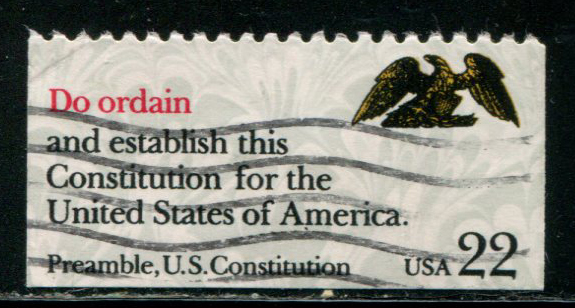 Do ordain
and establish this
Constitution for the
United States of America.
Preamble, U.S. Constitution
USA 22